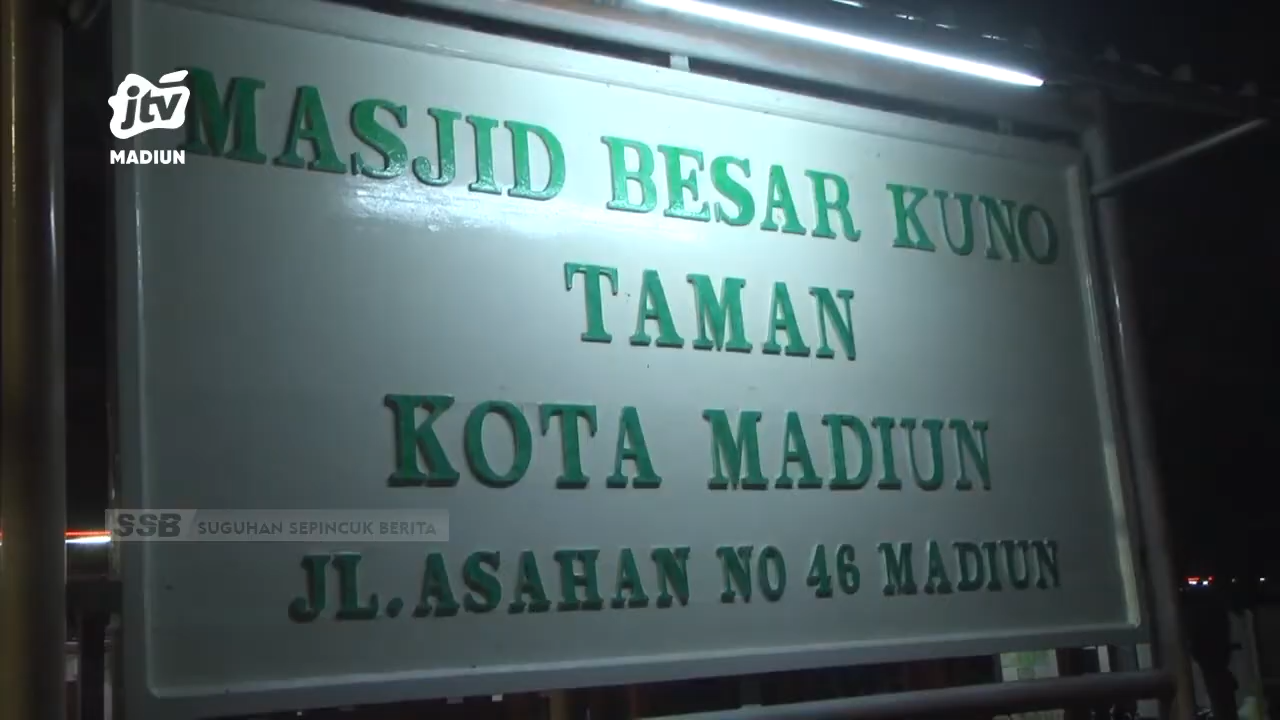 jtv
MADIUN
MASJID BESAR KUNO
TAMAN
KOTA MADIUN
SSB SUGUHAN SEPINCUK BERITA
JL.ASAHAN NO 46 MADIUN